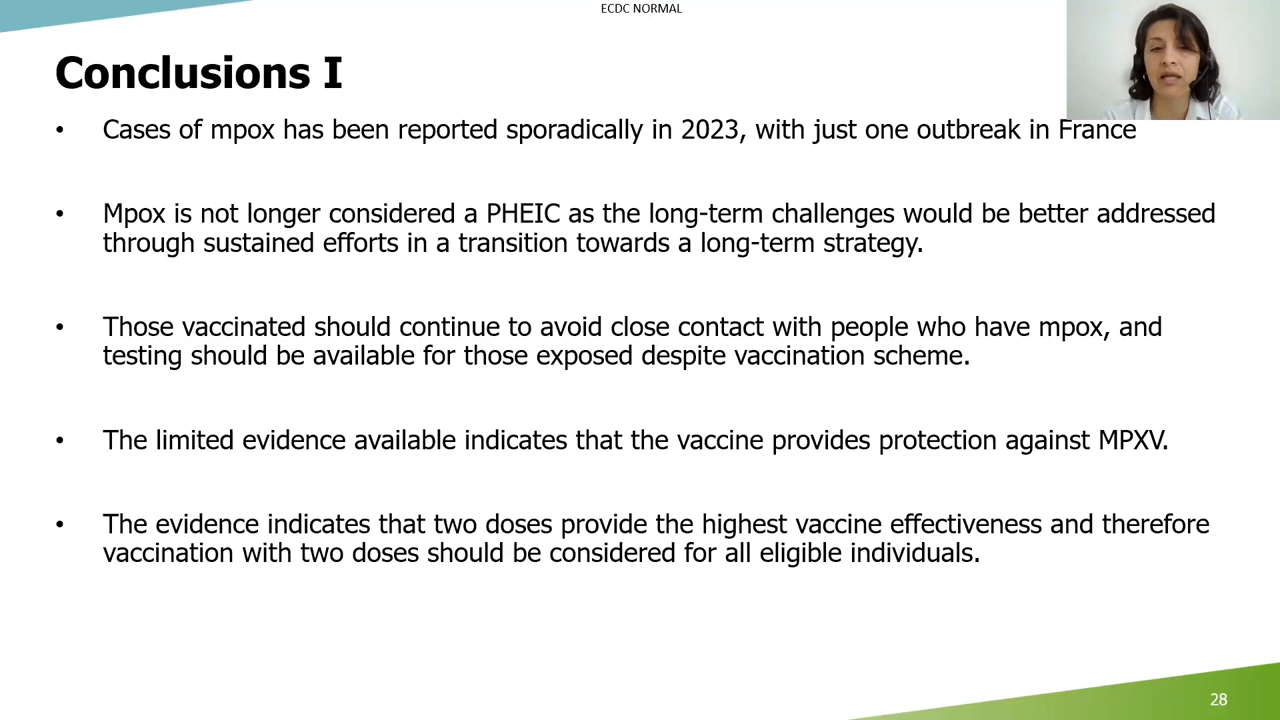 ECDC NORMAL
Conclusions I
• Cases of mpox has been reported sporadically in 2023, with just one outbreak in France
• Mpox is not longer considered a PHEIC as the long-term challenges would be better addressed
through sustained efforts in a transition towards a long-term strategy.
• Those vaccinated should continue to avoid close contact with people who have mpox, and
testing should be available for those exposed despite vaccination scheme.
• The limited evidence available indicates that the vaccine provides protection against MPXV.
• The evidence indicates that two doses provide the highest vaccine effectiveness and therefore
vaccination with two doses should be considered for all eligible individuals.
28